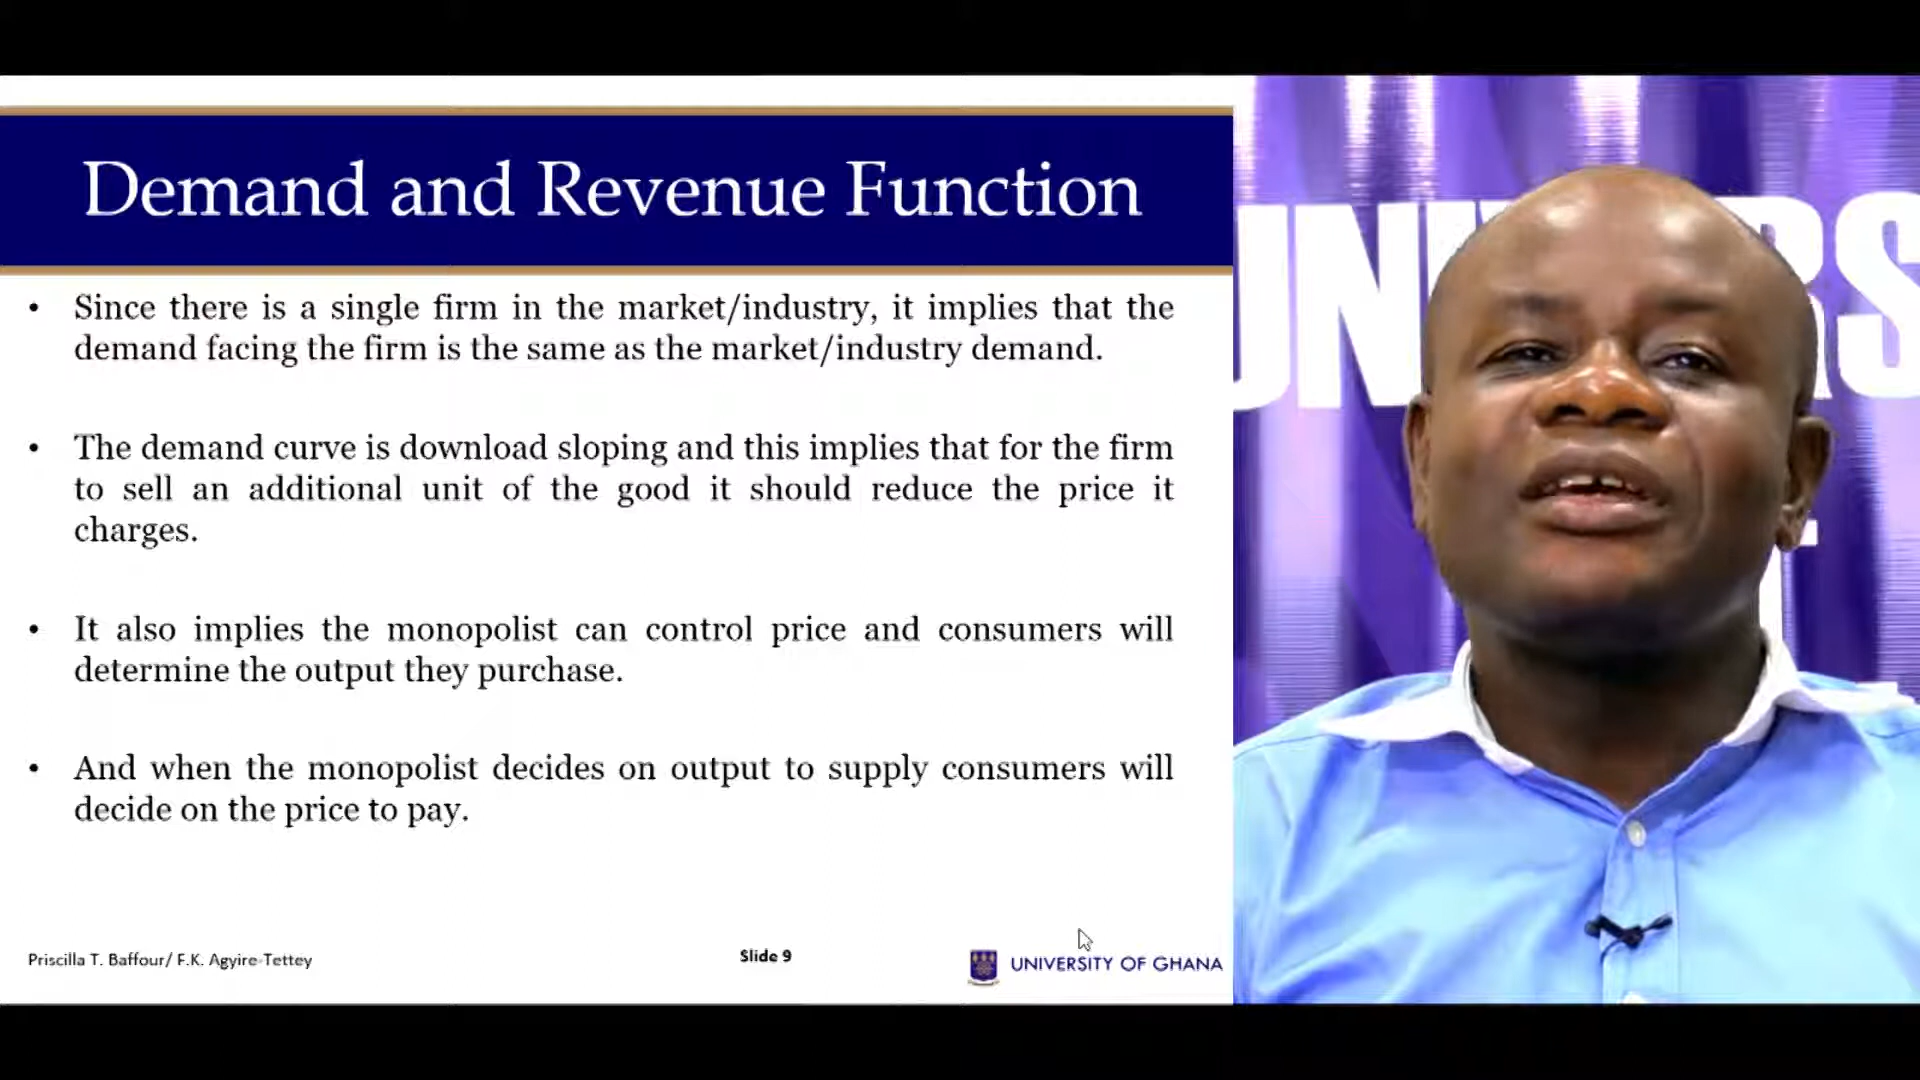 Demand and Revenue Function
• Since there is a single firm in the market/industry, it implies that the
demand facing the firm is the same as the market/industry demand.
• The demand curve is download sloping and this implies that for the firm
to sell an additional unit of the good it should reduce the price it
charges.
• It also implies the monopolist can control price and consumers will
determine the output they purchase.
• And when the monopolist decides on output to supply consumers will
decide on the price to pay.
Priscilla T. Baffour/ F.K. Agyire-Tettey
Slide 9
UNIVERSITY OF GHANA